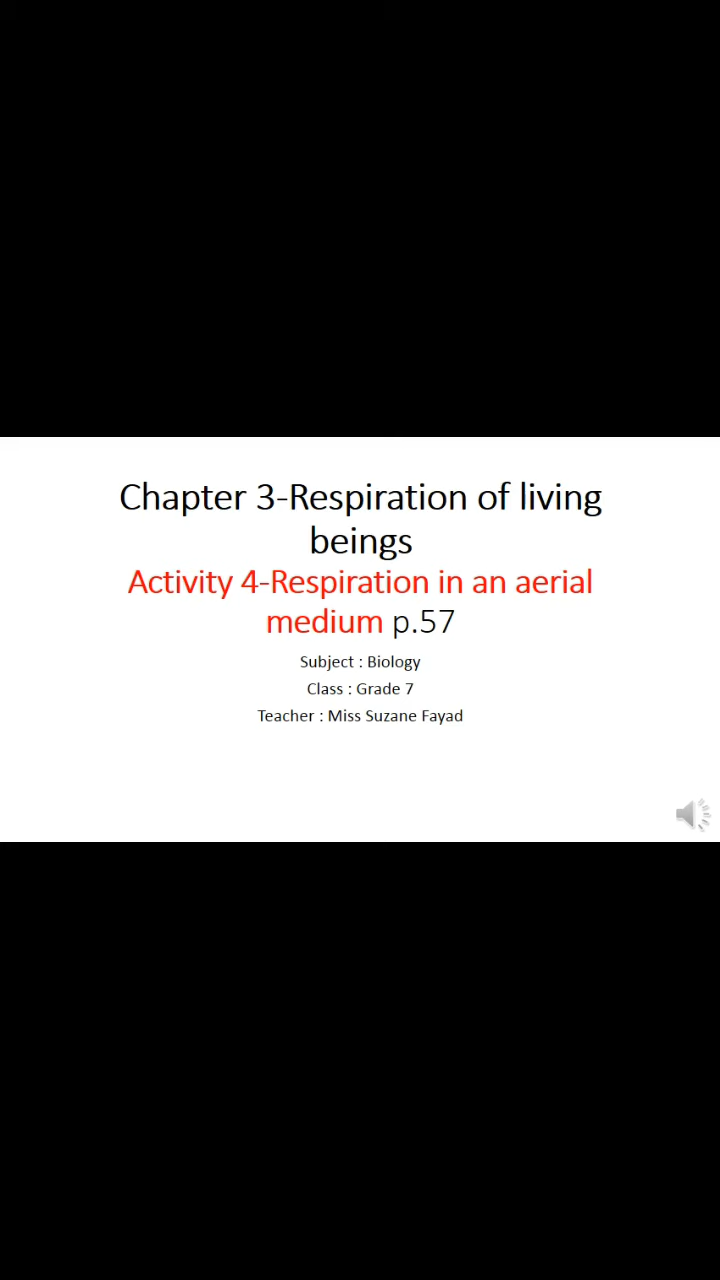 Chapter 3-Respiration of living
beings
Activity 4-Respiration in an aerial
medium p.57
Subject : Biology
Class : Grade 7
Teacher : Miss Suzane Fayad